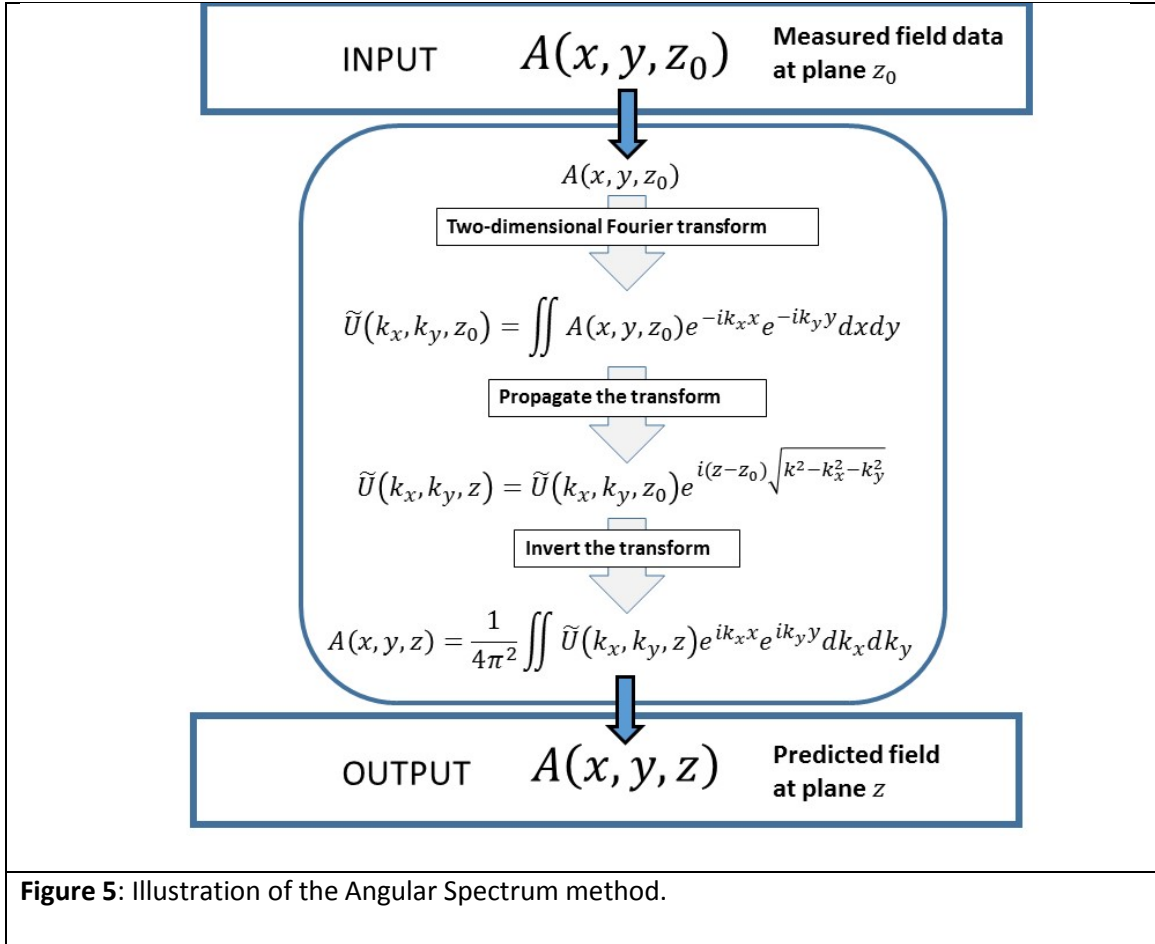 INPUT A(x, y, z₀) Measured field data
at plane z₀
A(x, y, z₀)
Two-dimensional Fourier transform
Ũ(kₓ, k_y, z₀) = ∬ A(x, y, z₀)e^{-ikₓx}e^{-ik_yy}dxdy
Propagate the transform
Ũ(kₓ, k_y, z) = Ũ(kₓ, k_y, z₀)e^{i(z-z₀)√(k²-kₓ²-k_y²)}
Invert the transform
A(x, y, z) = 1/4π² ∬ Ũ(kₓ, k_y, z)e^{ikₓx}e^{ik_yy}dkₓdk_y
OUTPUT A(x, y, z) Predicted field
at plane z
Figure 5: Illustration of the Angular Spectrum method.